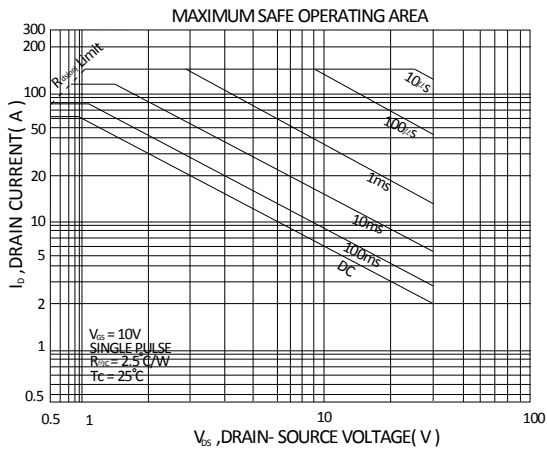 MAXIMUM SAFE OPERATING AREA
300
200
100
50
20
10
5
2
1
0.5
I_D ,DRAIN CURRENT( A )
R_DS(ON) Limit
10μs
100μs
1ms
10ms
100ms
DC
V_GS = 10V
SINGLE PULSE
R_θJC = 2.5°C/W
Tc = 25°C
0.5 1 10 100
V_DS ,DRAIN- SOURCE VOLTAGE( V )